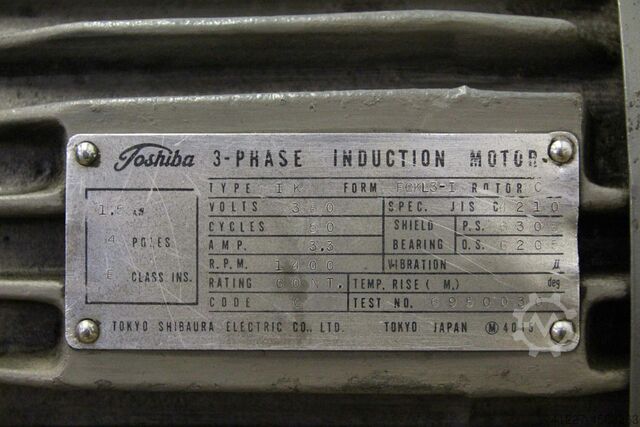 Toshiba 3-PHASE INDUCTION MOTOR
TYPE IK FORM FCKL3-I ROTOR C
1.5 KW
4 POLES
E CLASS INS.
VOLTS 380 SPEC. JIS C 4210
CYCLES 50 SHIELD P.S.
AMP. 3.3 BEARING O.S.
R.P.M. 1400 VIBRATION μ
RATING CONT. TEMP. RISE ( M.) deg
CODE TEST NO.
TOKYO SHIBAURA ELECTRIC CO., LTD. TOKYO JAPAN